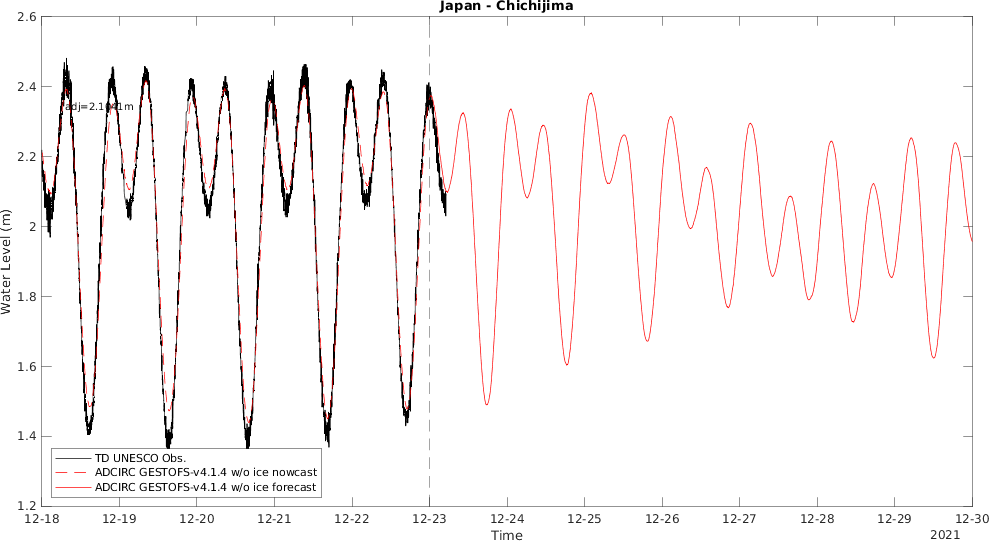 Japan - Chichijima
2.6
2.4
2.2
2
1.8
1.6
1.4
1.2
Water Level (m)
adj=2.1041m
TD UNESCO Obs.
ADCIRC GESTOFS-v4.1.4 w/o ice nowcast
ADCIRC GESTOFS-v4.1.4 w/o ice forecast
12-18 12-19 12-20 12-21 12-22 12-23 12-24 12-25 12-26 12-27 12-28 12-29 12-30
Time
2021